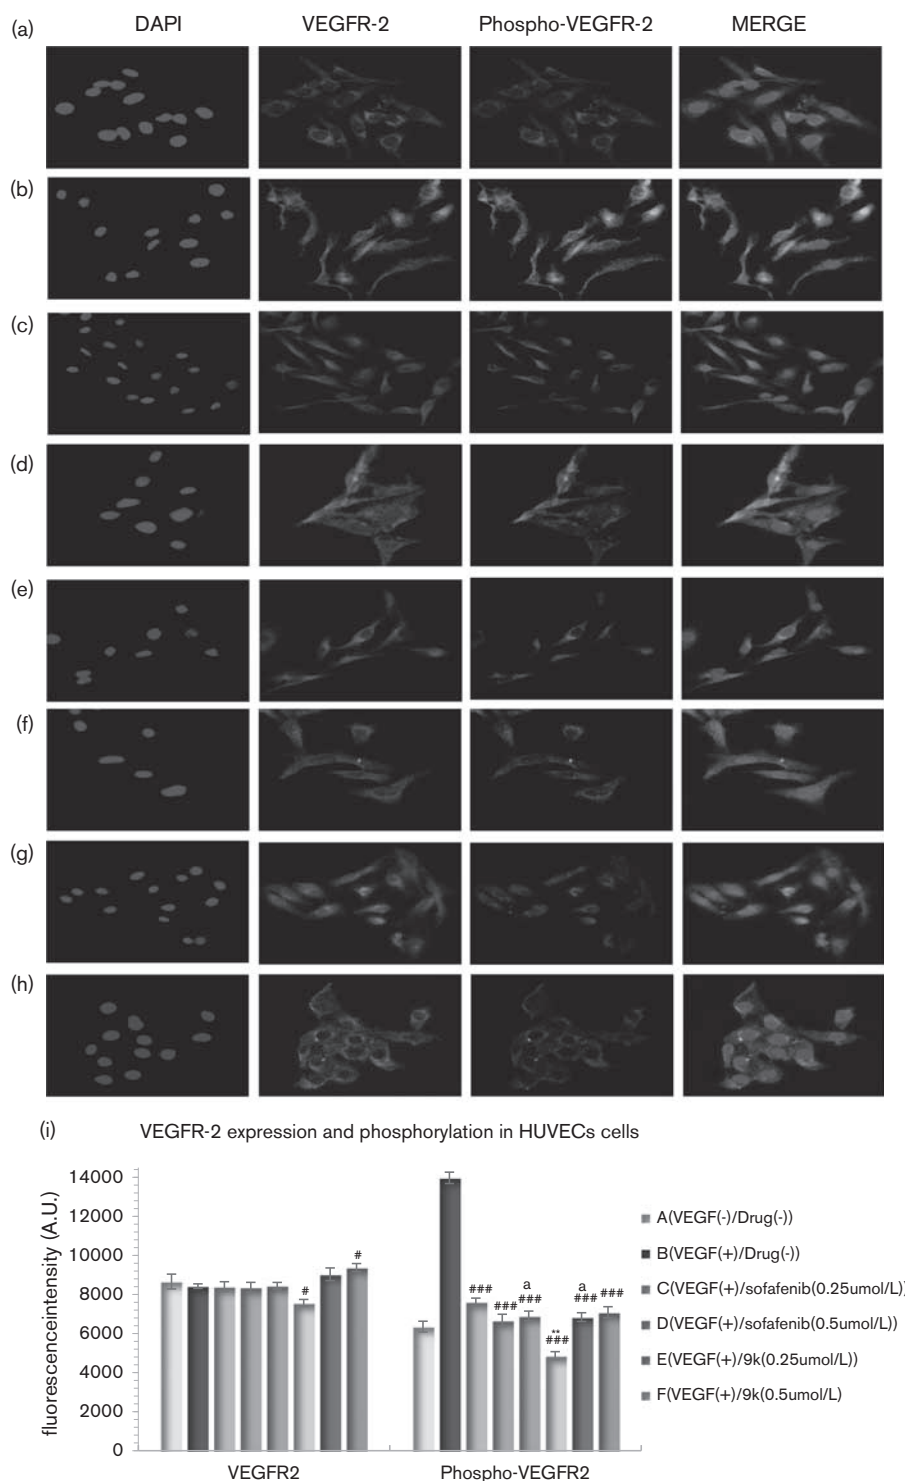 (a) DAPI VEGFR-2 Phospho-VEGFR-2 MERGE
(b)
(c)
(d)
(e)
(f)
(g)
(h)
(i) VEGFR-2 expression and phosphorylation in HUVECs cells
fluorescenceintensity (A.U.)
14000
12000
10000
8000
6000
4000
2000
0
#
#
###
###
a
###
**
###
a
###
###
VEGFR2
Phospho-VEGFR2
A(VEGF(-)/Drug(-))
B(VEGF(+)/Drug(-))
C(VEGF(+)/sofafenib(0.25umol/L))
D(VEGF(+)/sofafenib(0.5umol/L))
E(VEGF(+)/9k(0.25umol/L))
F(VEGF(+)/9k(0.5umol/L)